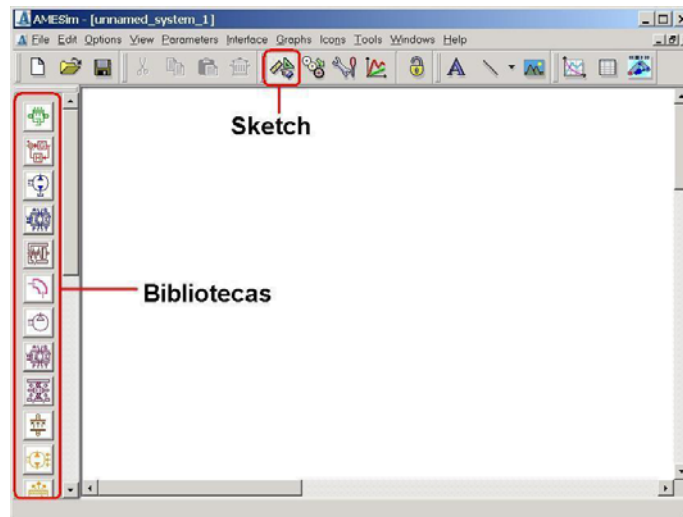 AMESim - [unnamed_system_1]
File Edit Options View Parameters Interface Graphs Icons Tools Windows Help
A
Sketch
Bibliotecas